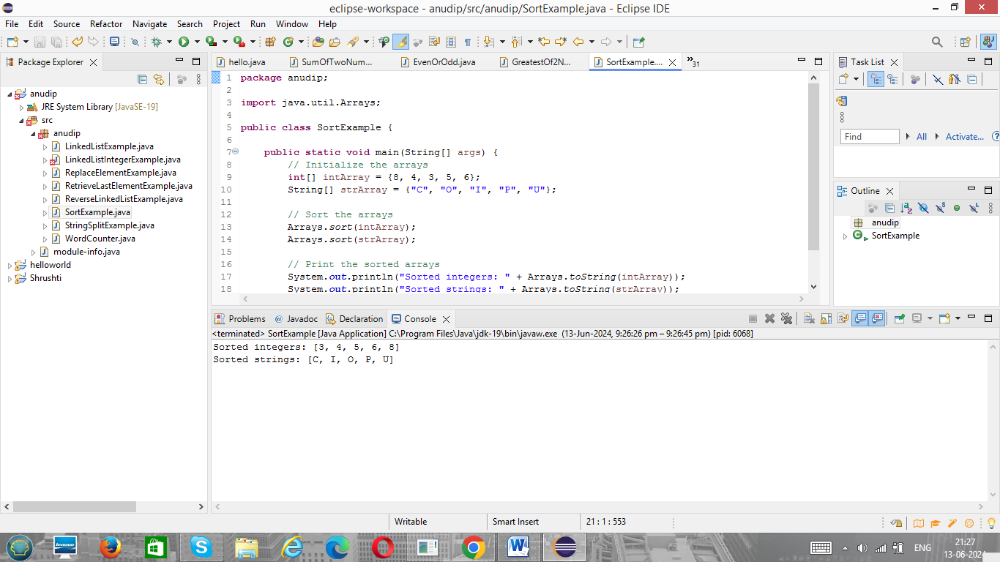 eclipse-workspace - anudip/src/anudip/SortExample.java - Eclipse IDE
File Edit Source Refactor Navigate Search Project Run Window Help
Package Explorer
anudip
JRE System Library [JavaSE-19]
src
anudip
LinkedListExample.java
LinkedListIntegerExample.java
ReplaceElementExample.java
RetrieveLastElementExample.java
ReverseLinkedListExample.java
SortExample.java
StringSplitExample.java
WordCounter.java
module-info.java
helloworld
Shrushti
hello.java SumOfTwoNum... EvenOrOdd.java GreatestOf2N... SortExample.... »31
1 package anudip;
2
3 import java.util.Arrays;
4
5 public class SortExample {
6
7 public static void main(String[] args) {
8 // Initialize the arrays
9 int[] intArray = {8, 4, 3, 5, 6};
10 String[] strArray = {"C", "O", "I", "P", "U"};
11
12 // Sort the arrays
13 Arrays.sort(intArray);
14 Arrays.sort(strArray);
15
16 // Print the sorted arrays
17 System.out.println("Sorted integers: " + Arrays.toString(intArray));
18 System.out.println("Sorted strings: " + Arrays.toString(strArray));
Task List
Find All Activate...
Outline
anudip
SortExample
Problems @ Javadoc Declaration Console
<terminated> SortExample [Java Application] C:\Program Files\Java\jdk-19\bin\javaw.exe (13-Jun-2024, 9:26:26 pm – 9:26:45 pm) [pid: 6068]
Sorted integers: [3, 4, 5, 6, 8]
Sorted strings: [C, I, O, P, U]
Writable Smart Insert 21 : 1 : 553
lenovo
ENG
21:27
13-06-2024